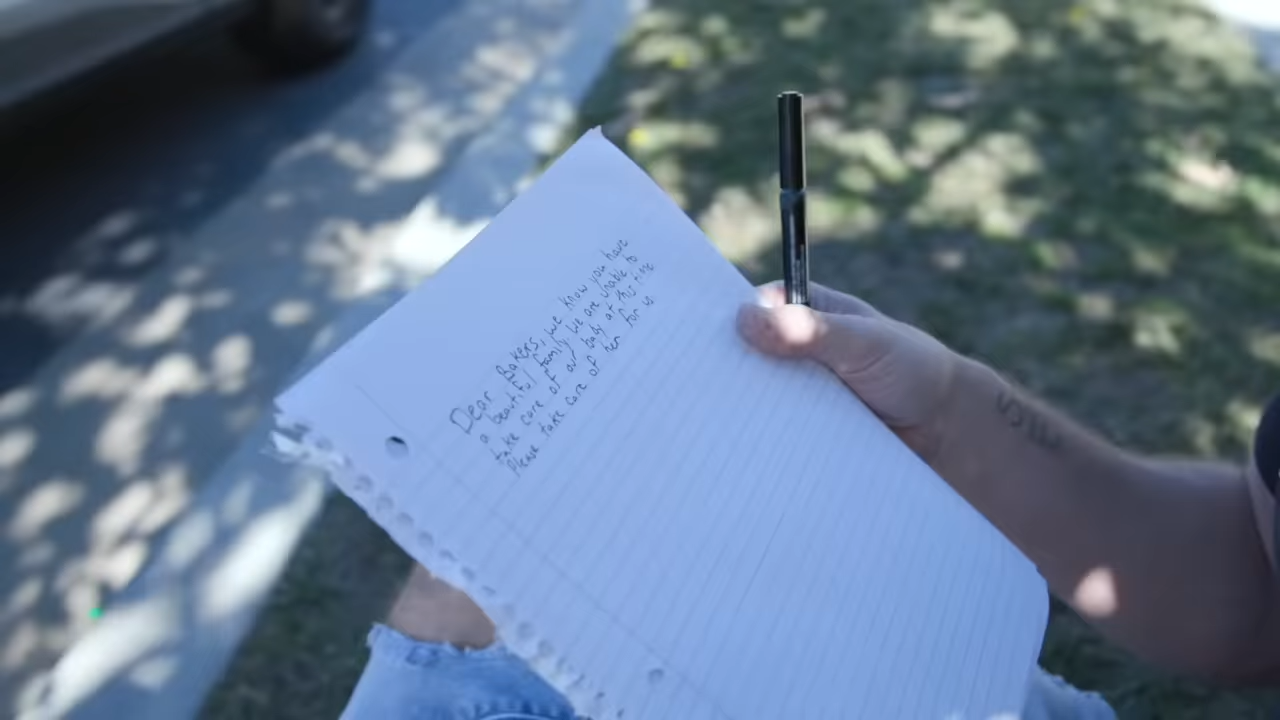 Dear Bakers, we know you have
a beautiful family. We are unable to
take care of our baby at this time.
Please take care of her for us